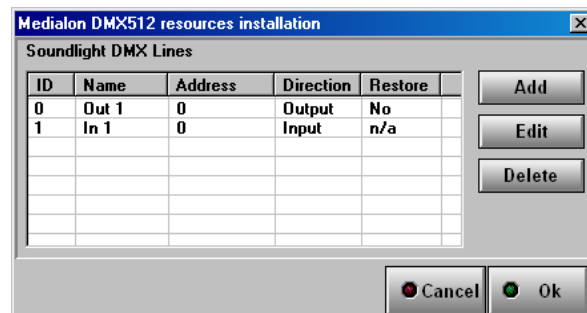 Medialon DMX512 resources installation
Soundlight DMX Lines
ID Name Address Direction Restore
0 Out 1 0 Output No
1 In 1 0 Input n/a
Add
Edit
Delete
Cancel Ok